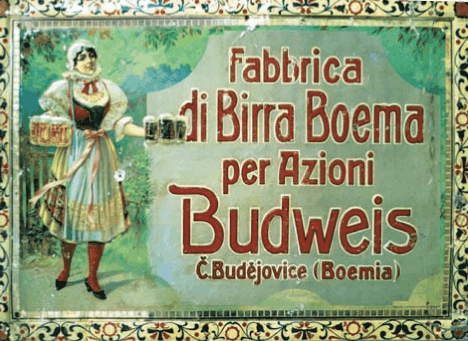 Fabbrica
di Birra Boema
per Azioni
Budweis
Č.Budějovice (Boemia)